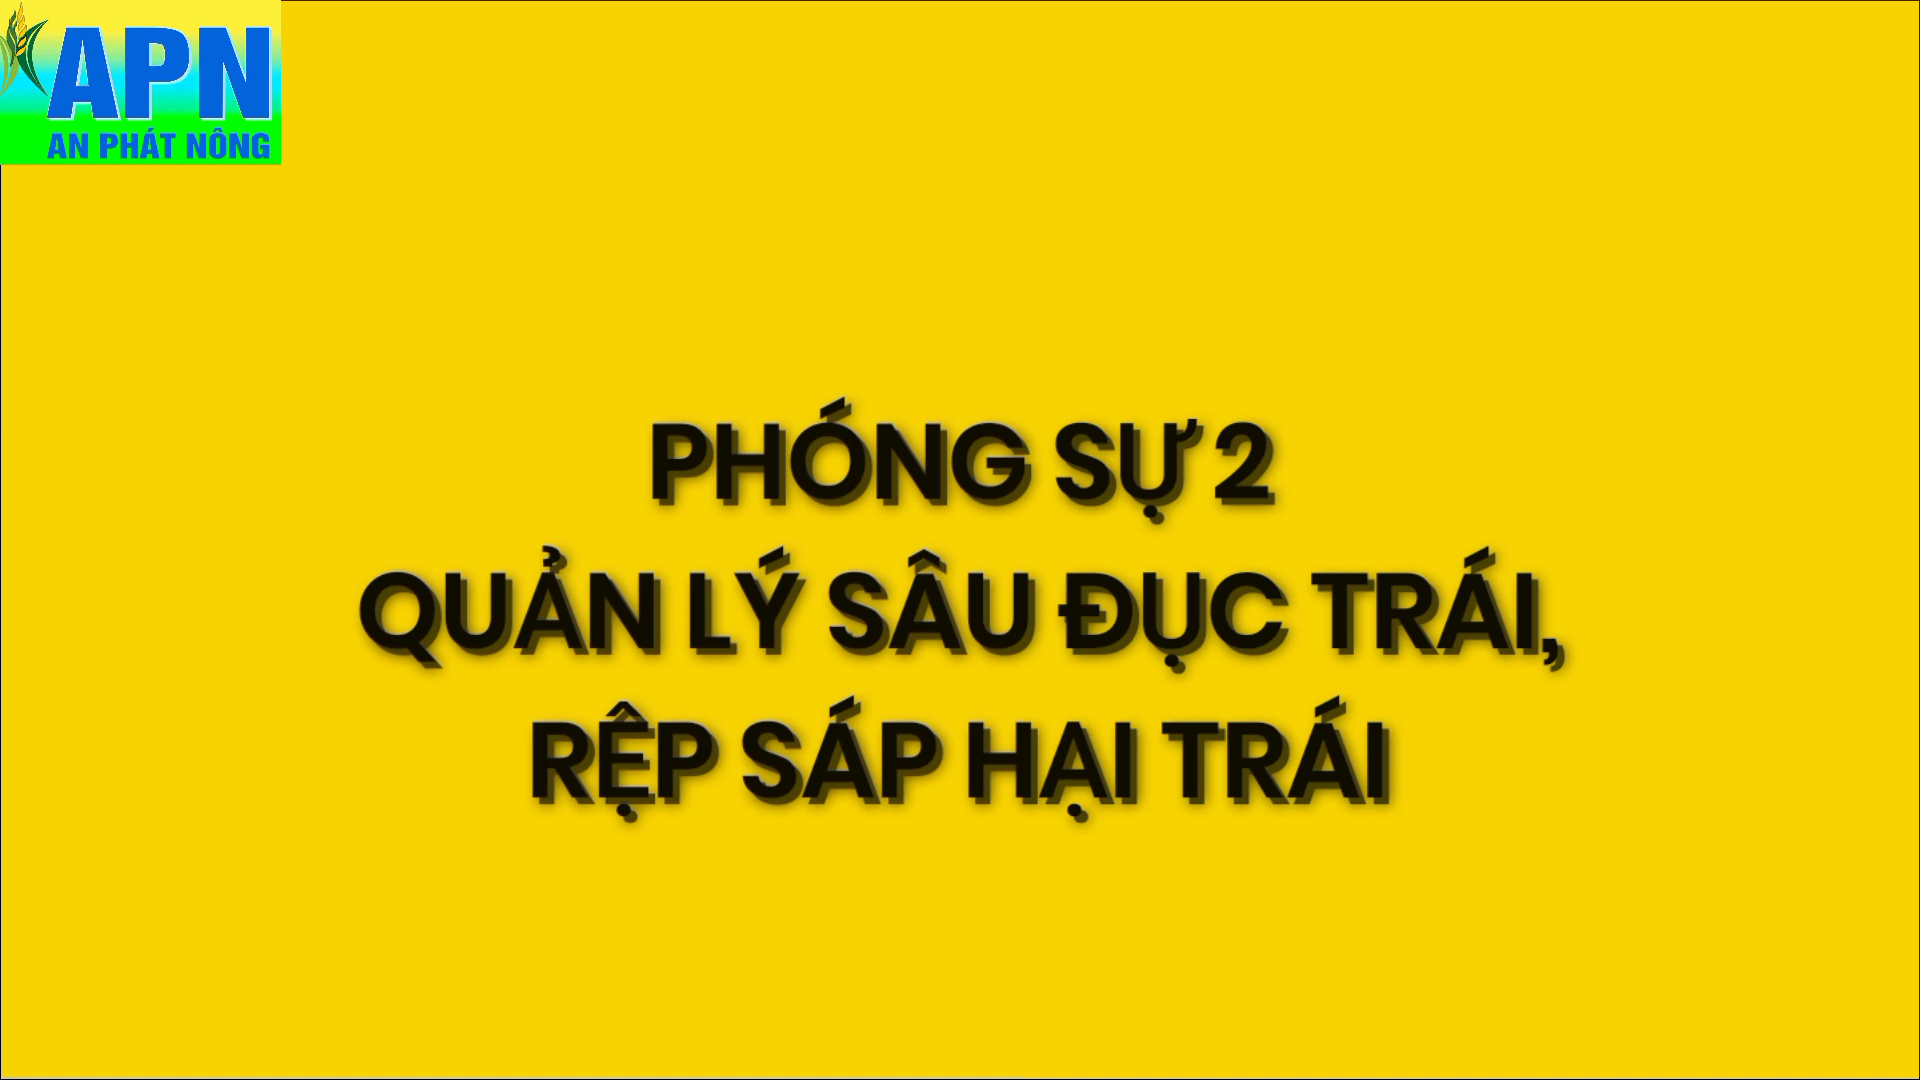 APN
AN PHÁT NÔNG
PHÓNG SỰ 2
QUẢN LÝ SÂU ĐỤC TRÁI,
RỆP SÁP HẠI TRÁI